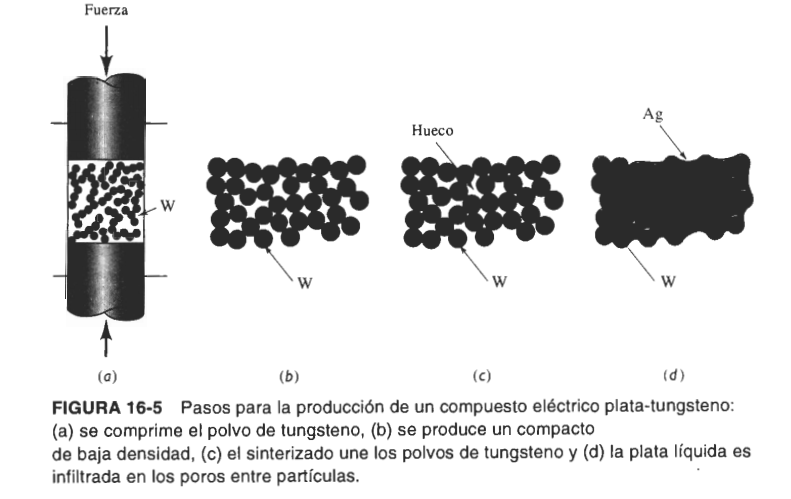 Fuerza
W
(a)
W
(b)
Hueco
W
(c)
Ag
W
(d)
FIGURA 16-5 Pasos para la producción de un compuesto eléctrico plata-tungsteno:
(a) se comprime el polvo de tungsteno, (b) se produce un compacto
de baja densidad, (c) el sinterizado une los polvos de tungsteno y (d) la plata líquida es
infiltrada en los poros entre partículas.